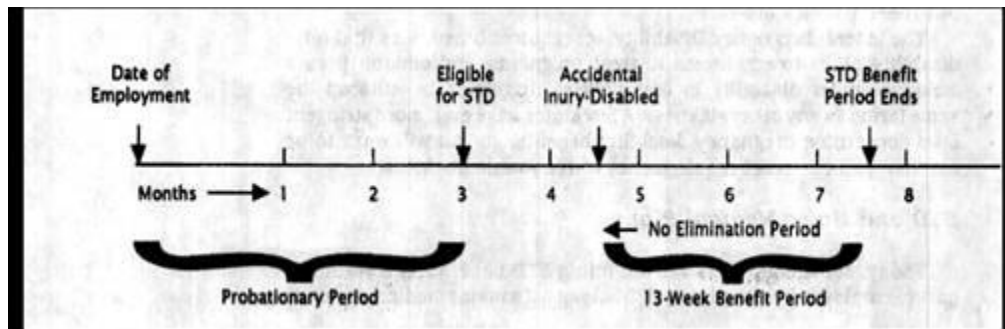 Date of
Employment
Eligible
for STD
Accidental
Inury-Disabled
STD Benefit
Period Ends
Months
1 2 3 4 5 6 7 8
No Elimination Period
Probationary Period
13-Week Benefit Period